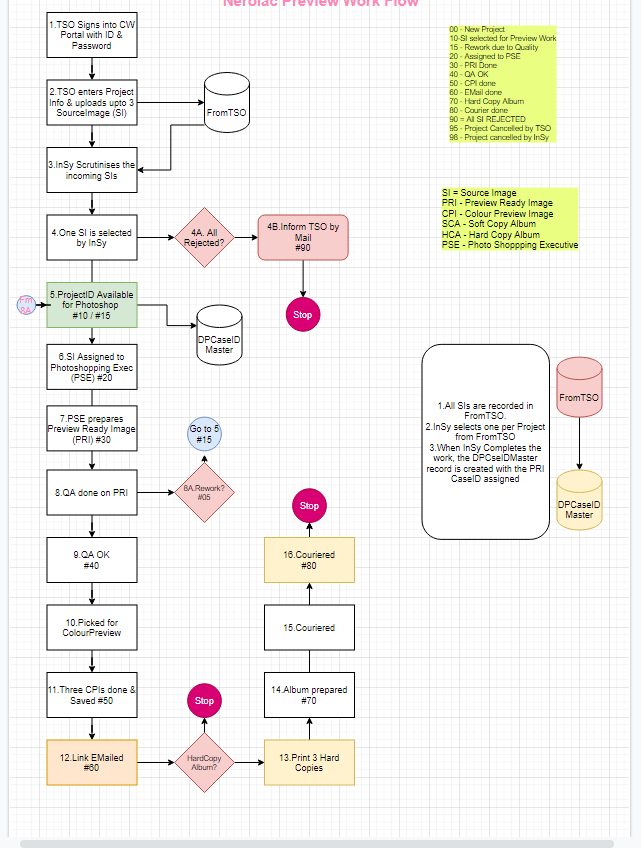 Nerolac Preview Work Flow
1.TSO Signs into CW
Portal with ID &
Password
2.TSO enters Project
Info & uploads upto 3
SourceImage (SI)
FromTSO
3.InSy Scrutinises the
incoming SIs
4.One SI is selected
by InSy
4A. All
Rejected?
4B.Inform TSO by
Mail
#90
Stop
5.ProjectID Available
for Photoshop
#10 / #15
DPCaseID
Master
6.SI Assigned to
Photoshopping Exec
(PSE) #20
7.PSE prepares
Preview Ready Image
(PRI) #30
Go to 5
#15
8.QA done on PRI
8A.Rework?
#05
9.QA OK
#40
10.Picked for
ColourPreview
11.Three CPIs done &
Saved #50
12.Link EMailed
#60
HardCopy
Album?
Stop
13.Print 3 Hard
Copies
14.Album prepared
#70
15.Couriered
16.Couriered
#80
Stop
00 - New Project
10-SI selected for Preview Work
15 - Rework due to Quality
20 - Assigned to PSE
30 - PRI Done
40 - QA OK
50 - CPI done
60 - EMail done
70 - Hard Copy Album
80 - Courier done
90 = All SI REJECTED
95 - Project Cancelled by TSO
96 - Project cancelled by InSy
SI = Source Image
PRI - Preview Ready Image
CPI - Colour Preview Image
SCA - Soft Copy Album
HCA - Hard Copy Album
PSE - Photo Shoppping Executive
1.All SIs are recorded in
FromTSO.
2.InSy selects one per Project
from FromTSO
3.When InSy Completes the
work, the DPCseIDMaster
record is created with the PRI
CaseID assigned
FromTSO
DPCaseID
Master